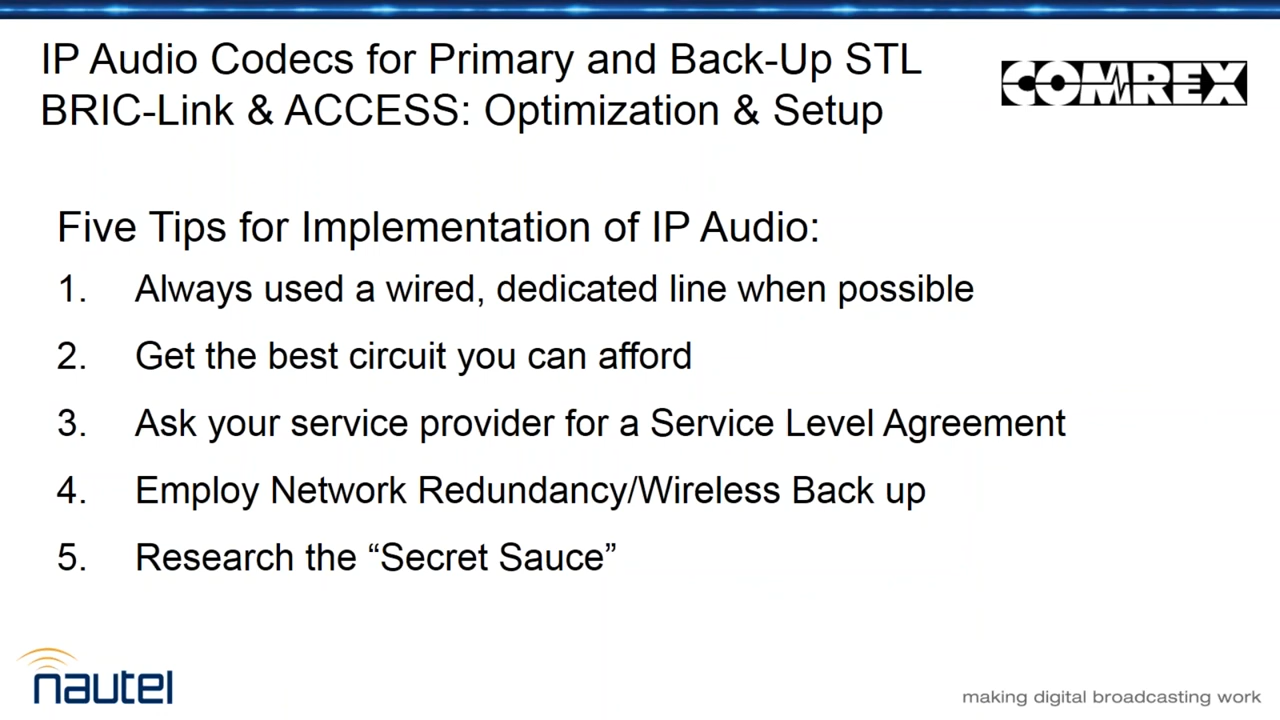 IP Audio Codecs for Primary and Back-Up STL
BRIC-Link & ACCESS: Optimization & Setup
COMREX
Five Tips for Implementation of IP Audio:
1. Always used a wired, dedicated line when possible
2. Get the best circuit you can afford
3. Ask your service provider for a Service Level Agreement
4. Employ Network Redundancy/Wireless Back up
5. Research the “Secret Sauce”
nautel
making digital broadcasting work